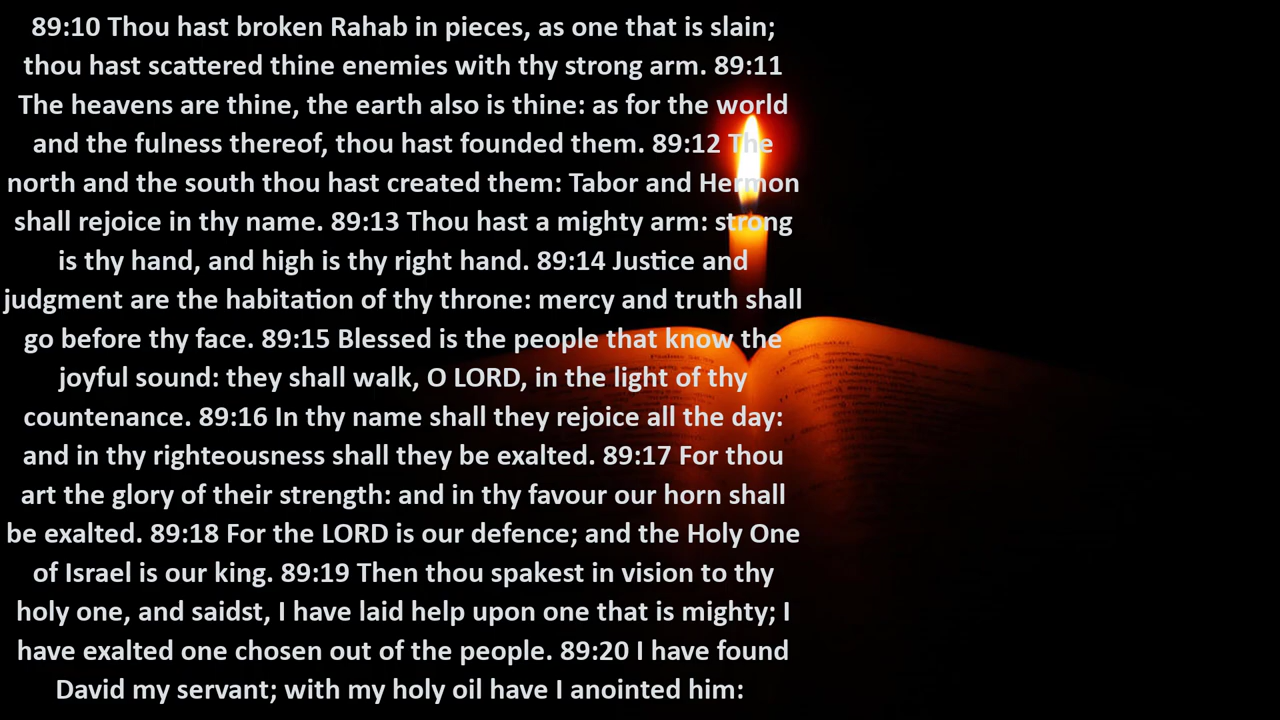 89:10 Thou hast broken Rahab in pieces, as one that is slain;
thou hast scattered thine enemies with thy strong arm. 89:11
The heavens are thine, the earth also is thine: as for the world
and the fulness thereof, thou hast founded them. 89:12 The
north and the south thou hast created them: Tabor and Hermon
shall rejoice in thy name. 89:13 Thou hast a mighty arm: strong
is thy hand, and high is thy right hand. 89:14 Justice and
judgment are the habitation of thy throne: mercy and truth shall
go before thy face. 89:15 Blessed is the people that know the
joyful sound: they shall walk, O LORD, in the light of thy
countenance. 89:16 In thy name shall they rejoice all the day:
and in thy righteousness shall they be exalted. 89:17 For thou
art the glory of their strength: and in thy favour our horn shall
be exalted. 89:18 For the LORD is our defence; and the Holy One
of Israel is our king. 89:19 Then thou spakest in vision to thy
holy one, and saidst, I have laid help upon one that is mighty; I
have exalted one chosen out of the people. 89:20 I have found
David my servant; with my holy oil have I anointed him: